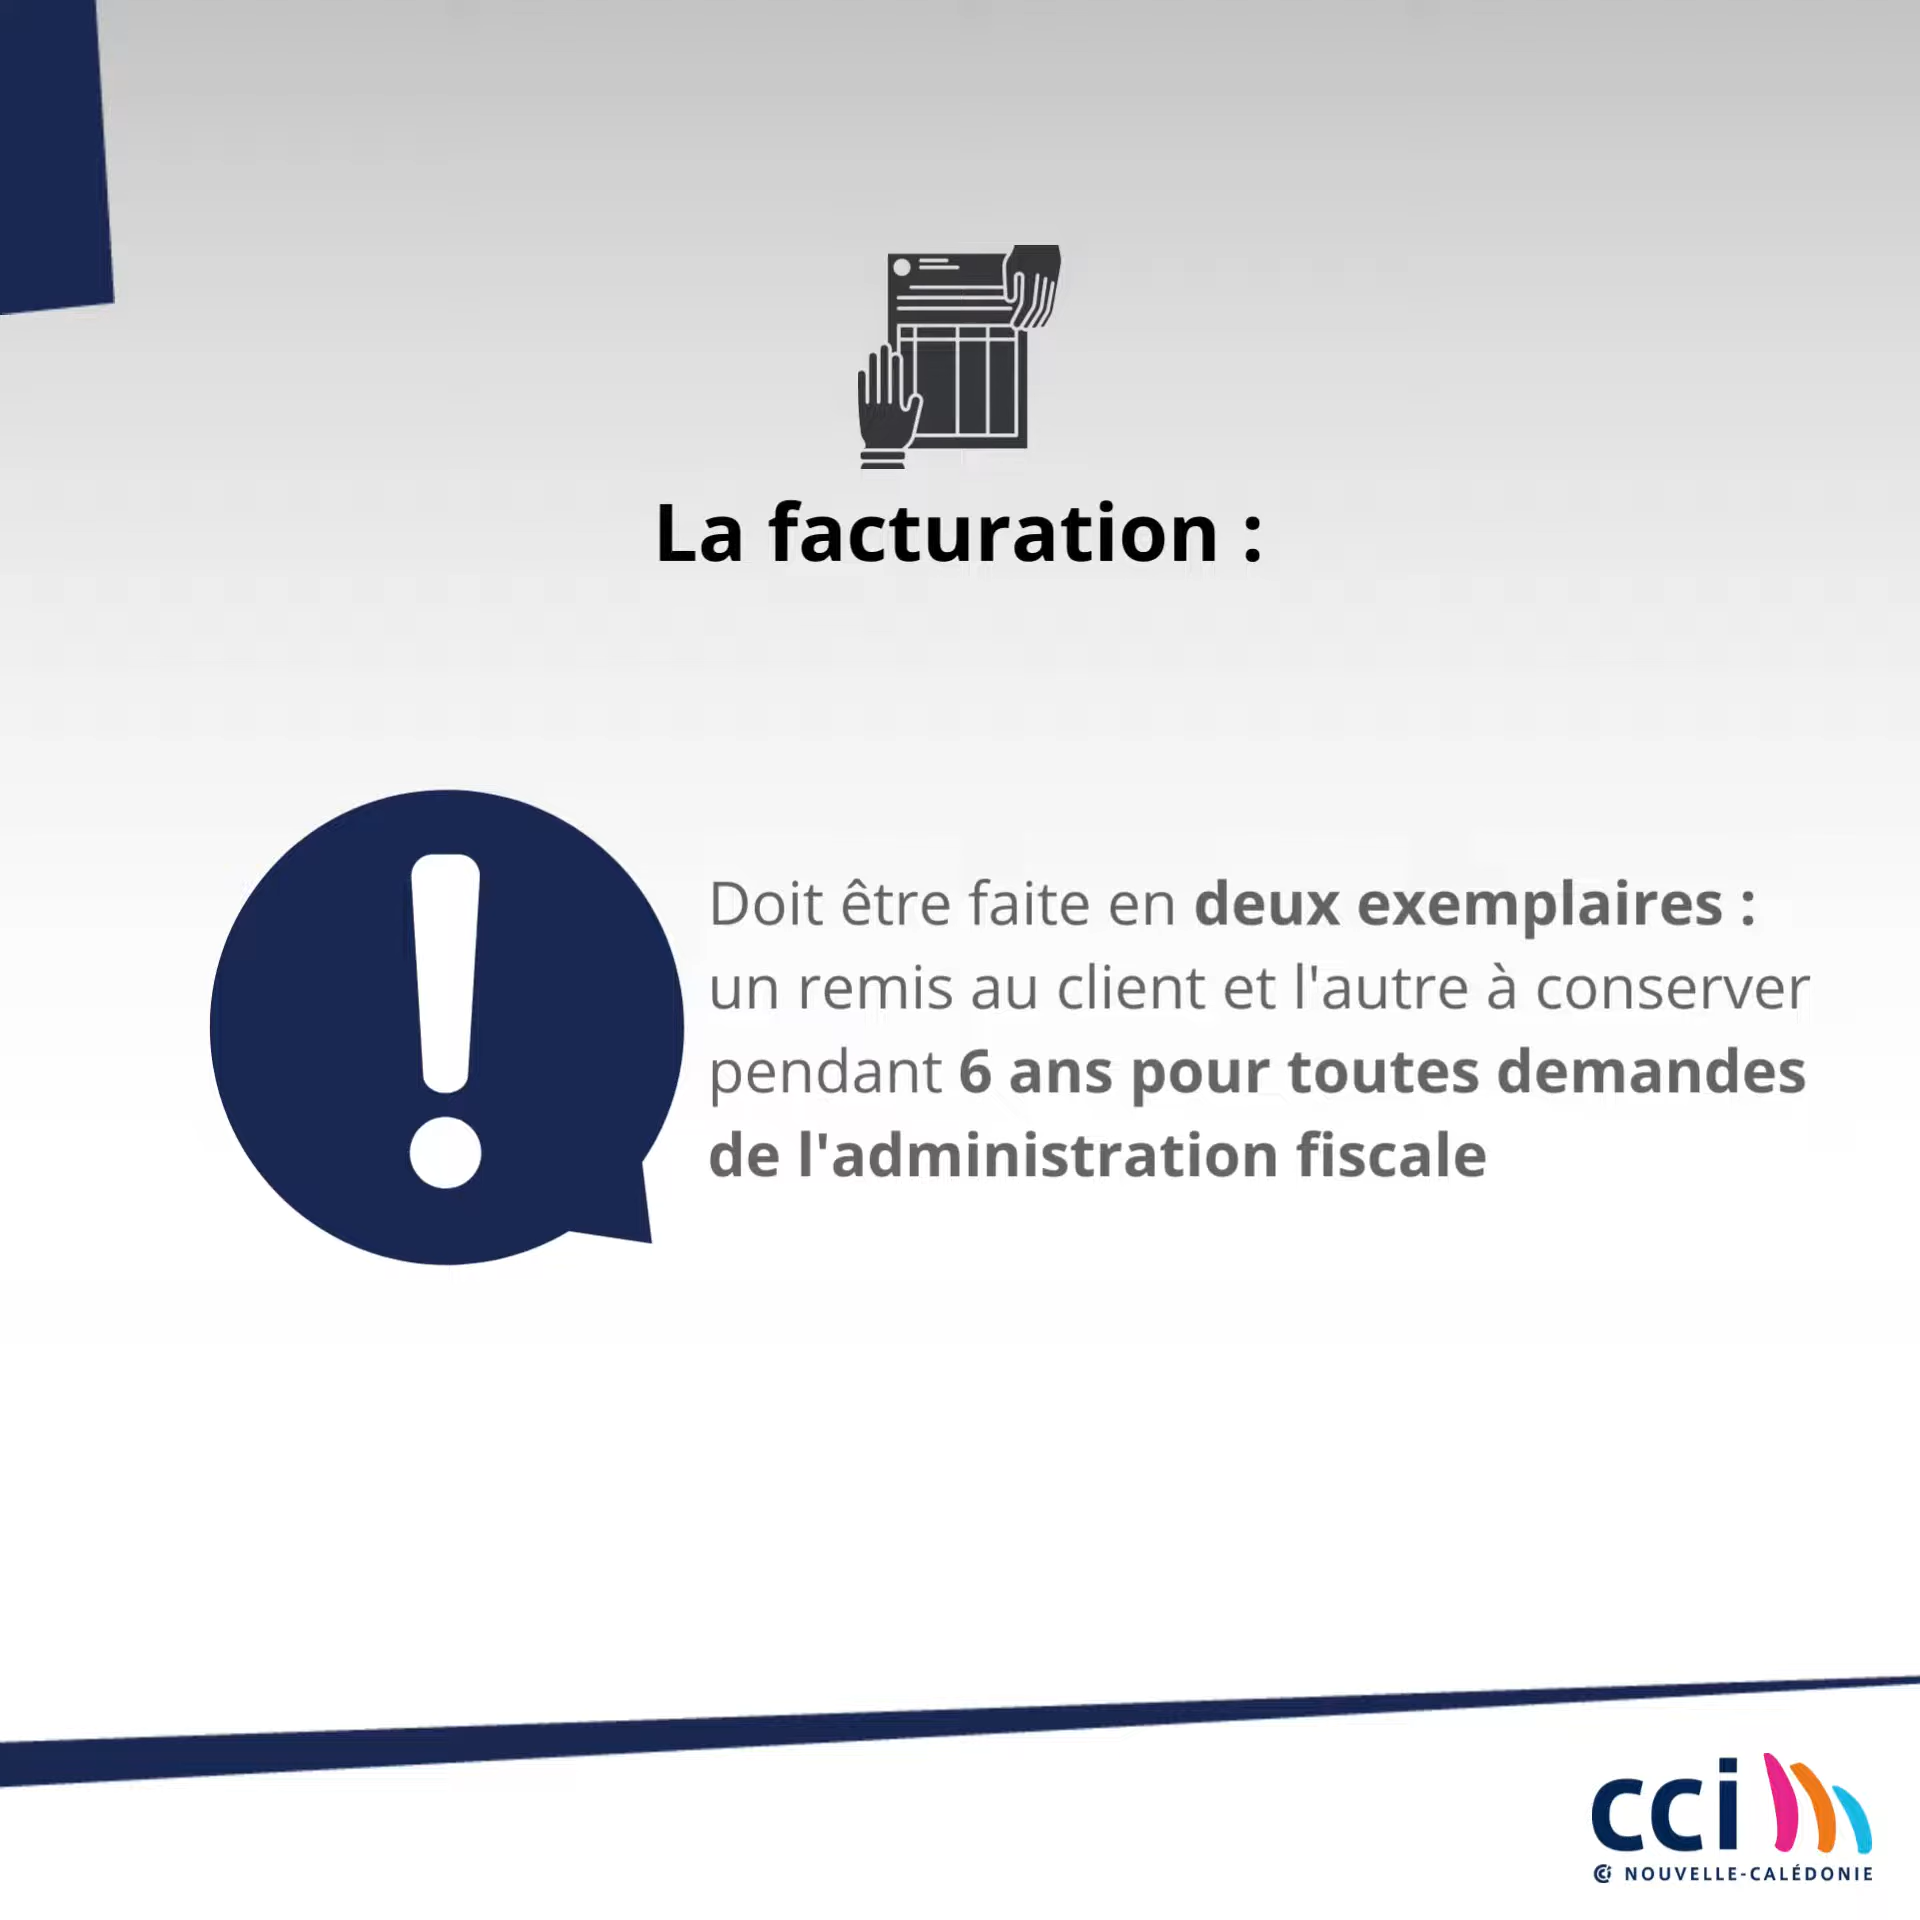 La facturation :
Doit être faite en deux exemplaires :
un remis au client et l'autre à conserver
pendant 6 ans pour toutes demandes
de l'administration fiscale
cci
NOUVELLE-CALÉDONIE